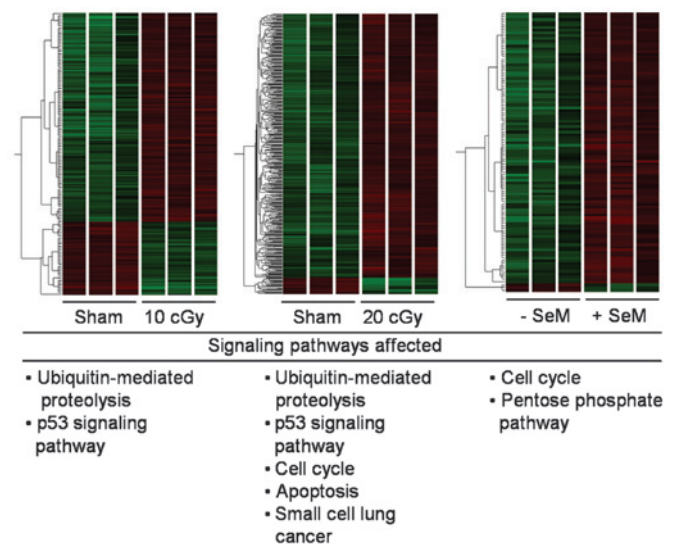 Sham 10 cGy
Sham 20 cGy
- SeM + SeM
Signaling pathways affected
▪ Ubiquitin-mediated
proteolysis
▪ p53 signaling
pathway
▪ Ubiquitin-mediated
proteolysis
▪ p53 signaling
pathway
▪ Cell cycle
▪ Apoptosis
▪ Small cell lung
cancer
▪ Cell cycle
▪ Pentose phosphate
pathway